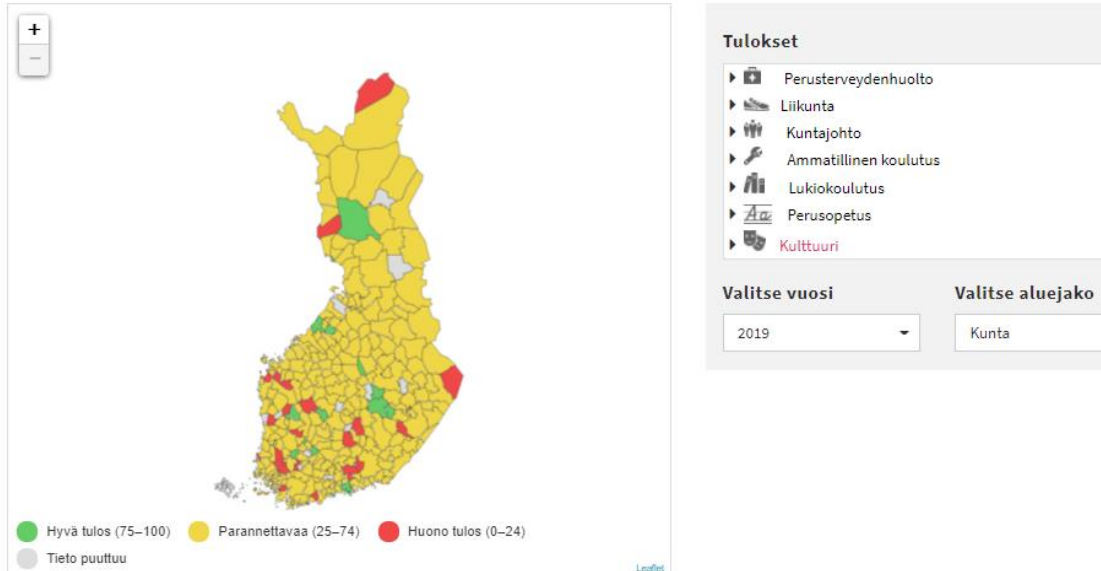 +
−
Hyvä tulos (75–100)
Parannettavaa (25–74)
Huono tulos (0–24)
Tieto puuttuu
Leaflet
Tulokset
Perusterveydenhuolto
Liikunta
Kuntajohto
Ammatillinen koulutus
Lukiokoulutus
Aa Perusopetus
Kulttuuri
Valitse vuosi
2019
Valitse aluejako
Kunta